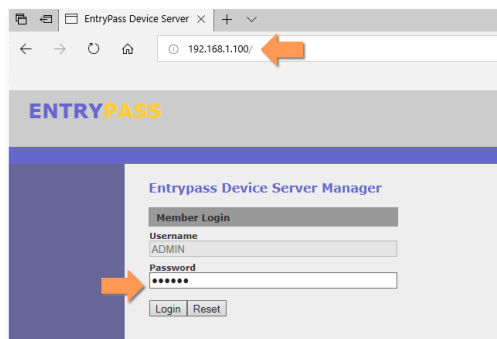 EntryPass Device Server
192.168.1.100/
ENTRYPASS
Entrypass Device Server Manager
Member Login
Username
ADMIN
Password
••••••
Login Reset